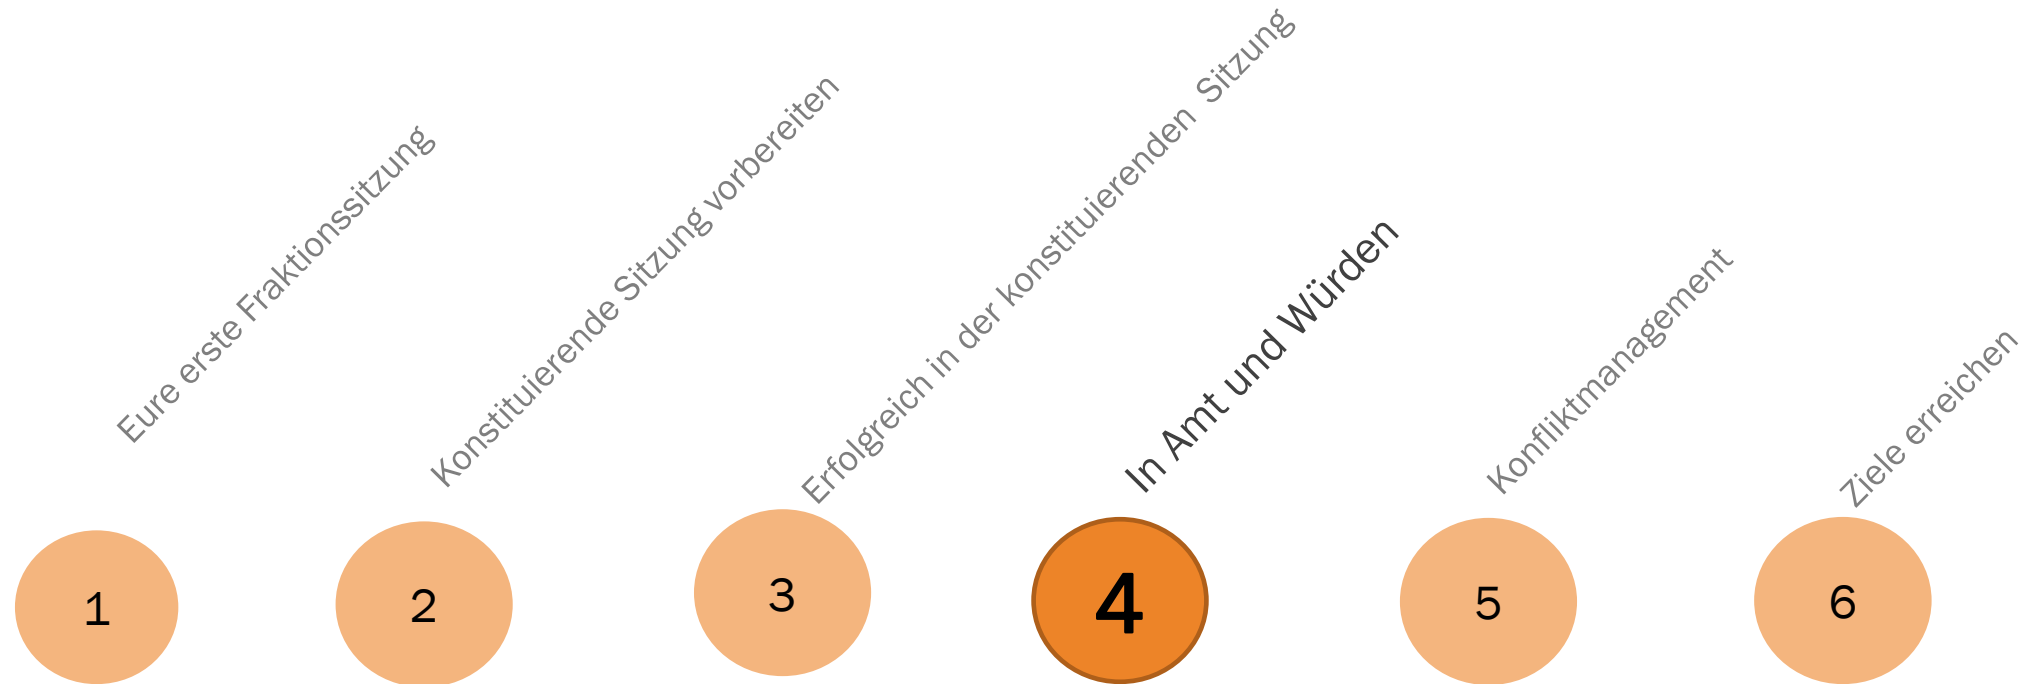 Eure erste Fraktionssitzung
Konstituierende Sitzung vorbereiten
Erfolgreich in der konstituierenden Sitzung
In Amt und Würden
Konfliktmanagement
Ziele erreichen
1
2
3
4
5
6